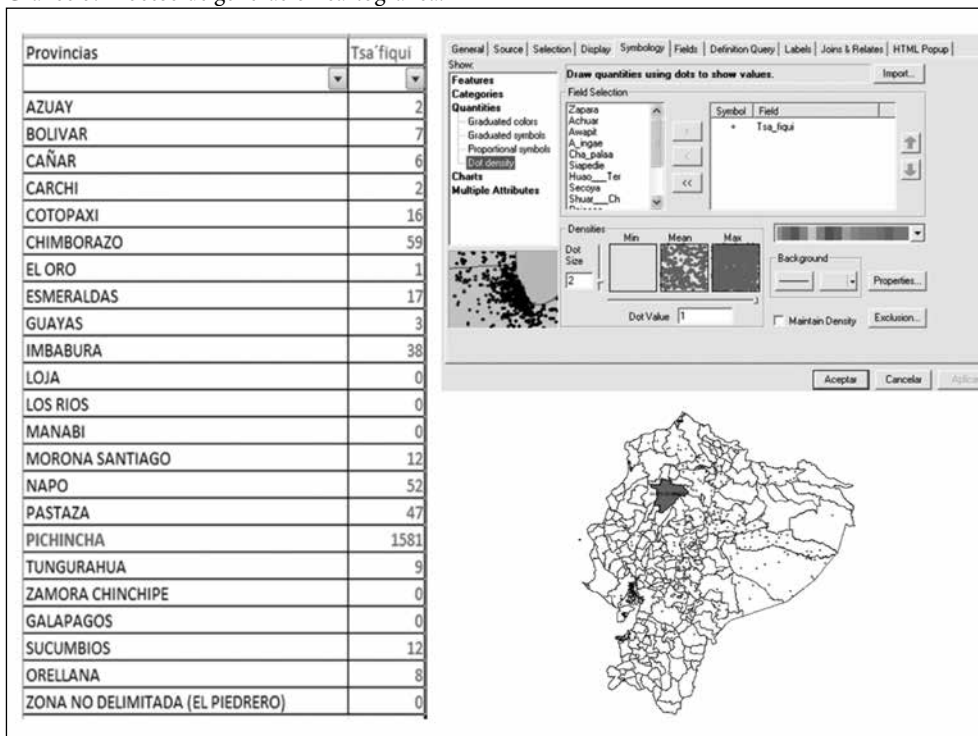 Provincias Tsa´fiqui
AZUAY 2
BOLIVAR 7
CAÑAR 6
CARCHI 2
COTOPAXI 16
CHIMBORAZO 59
EL ORO 1
ESMERALDAS 17
GUAYAS 3
IMBABURA 38
LOJA 0
LOS RIOS 0
MANABI 0
MORONA SANTIAGO 12
NAPO 52
PASTAZA 47
PICHINCHA 1581
TUNGURAHUA 9
ZAMORA CHINCHIPE 0
GALAPAGOS 0
SUCUMBIOS 12
ORELLANA 8
ZONA NO DELIMITADA (EL PIEDRERO) 0
General Source Selection Display Symbology Fields Definition Query Labels Joins & Relates HTML Popup
Show:
Features
Categories
Quantities
Graduated colors
Graduated symbols
Proportional symbols
Dot density
Charts
Multiple Attributes
Draw quantities using dots to show values.
Import...
Field Selection
Zapara
Achuar
Awapit
A_ingae
Cha_palaa
Siapedie
Huao___Ter
Secoya
Shuar___Ch
Symbol Field
Tsa_fiqui
<<
Densities
Dot Size
2
Min Mean Max
Dot Value 1
Background
Properties...
Maintain Density
Exclusion...
Aceptar Cancelar